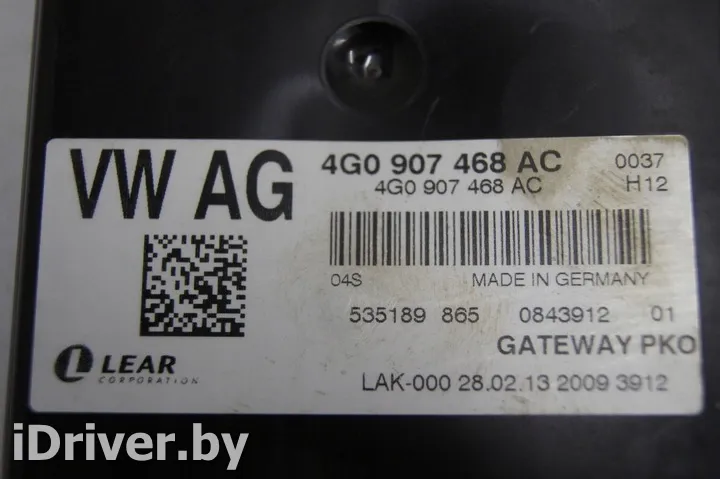 VW AG
4G0 907 468 AC 0037
4G0 907 468 AC H12
04S MADE IN GERMANY
535189 865 0843912 01
GATEWAY PKO
LEAR
CORPORATION
LAK-000 28.02.13 2009 3912
iDriver.by